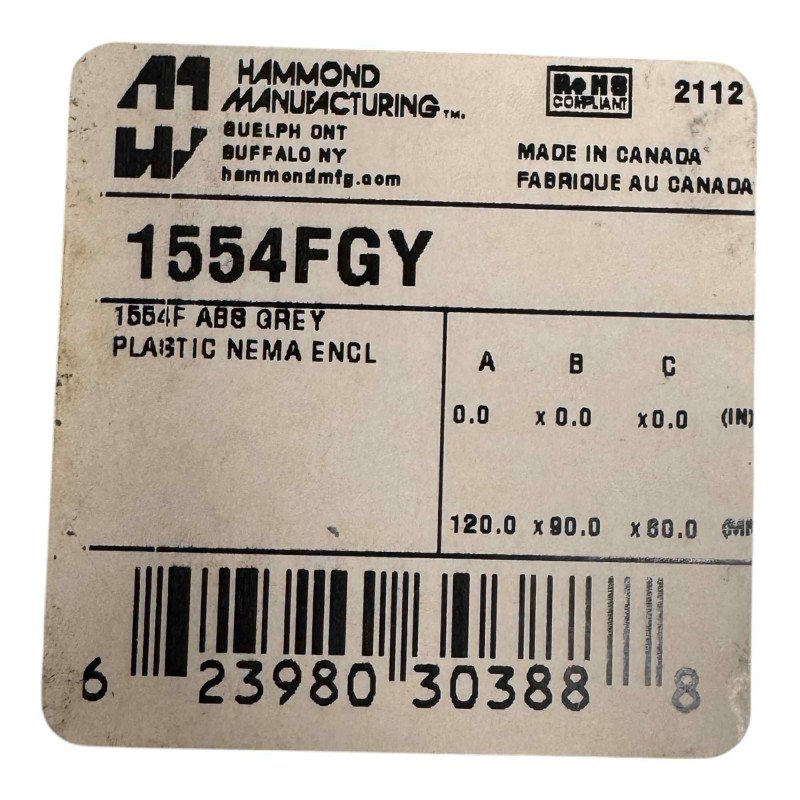 HAMMOND
MANUFACTURING™.
GUELPH ONT
BUFFALO NY
hammondmfg.com
RoHS
COMPLIANT
2112
MADE IN CANADA
FABRIQUE AU CANADA
1554FGY
1554F ABS GREY
PLASTIC NEMA ENCL
A B C
0.0 x 0.0 x0.0 (IN)
120.0 x 90.0 x60.0
6 23980 30388 8